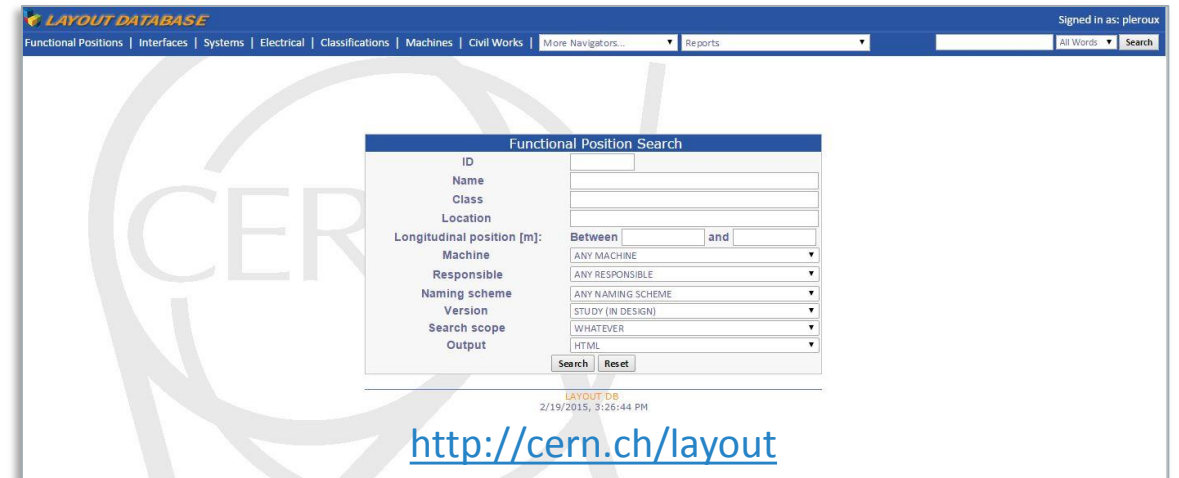 LAYOUT DATABASE Signed in as: pleroux
Functional Positions | Interfaces | Systems | Electrical | Classifications | Machines | Civil Works | More Navigators... Reports All Words Search
CERN
Functional Position Search
ID
Name
Class
Location
Longitudinal position [m]: Between and
Machine ANY MACHINE
Responsible ANY RESPONSIBLE
Naming scheme ANY NAMING SCHEME
Version STUDY (IN DESIGN)
Search scope WHATEVER
Output HTML
Search Reset
LAYOUT DB
2/19/2015, 3:26:44 PM
http://cern.ch/layout